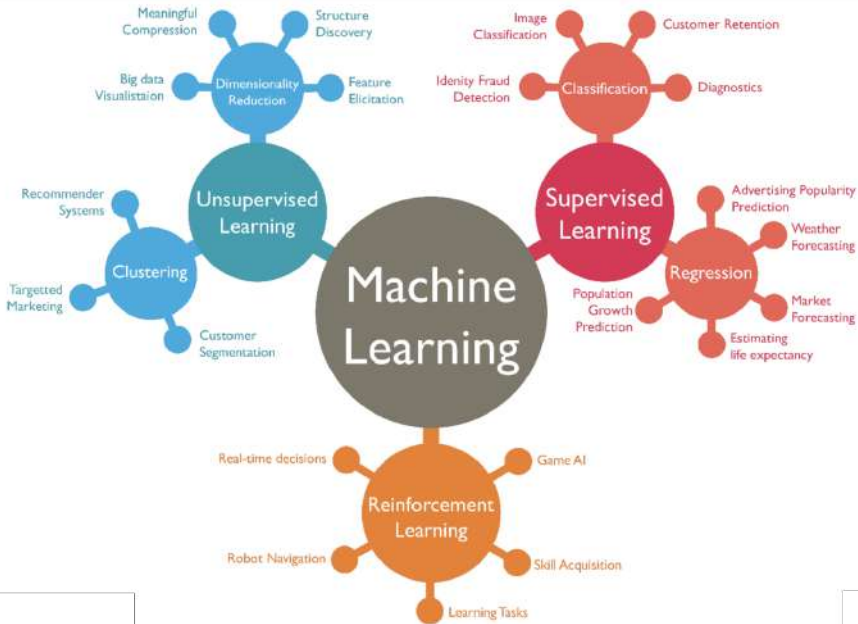 Meaningful
Compression
Structure
Discovery
Big data
Visualistaion
Dimensionality
Reduction
Feature
Elicitation
Image
Classification
Customer Retention
Idenity Fraud
Detection
Classification
Diagnostics
Unsupervised
Learning
Supervised
Learning
Recommender
Systems
Clustering
Targetted
Marketing
Customer
Segmentation
Advertising Popularity
Prediction
Weather
Forecasting
Regression
Population
Growth
Prediction
Market
Forecasting
Estimating
life expectancy
Machine
Learning
Real-time decisions
Game AI
Reinforcement
Learning
Robot Navigation
Skill Acquisition
Learning Tasks